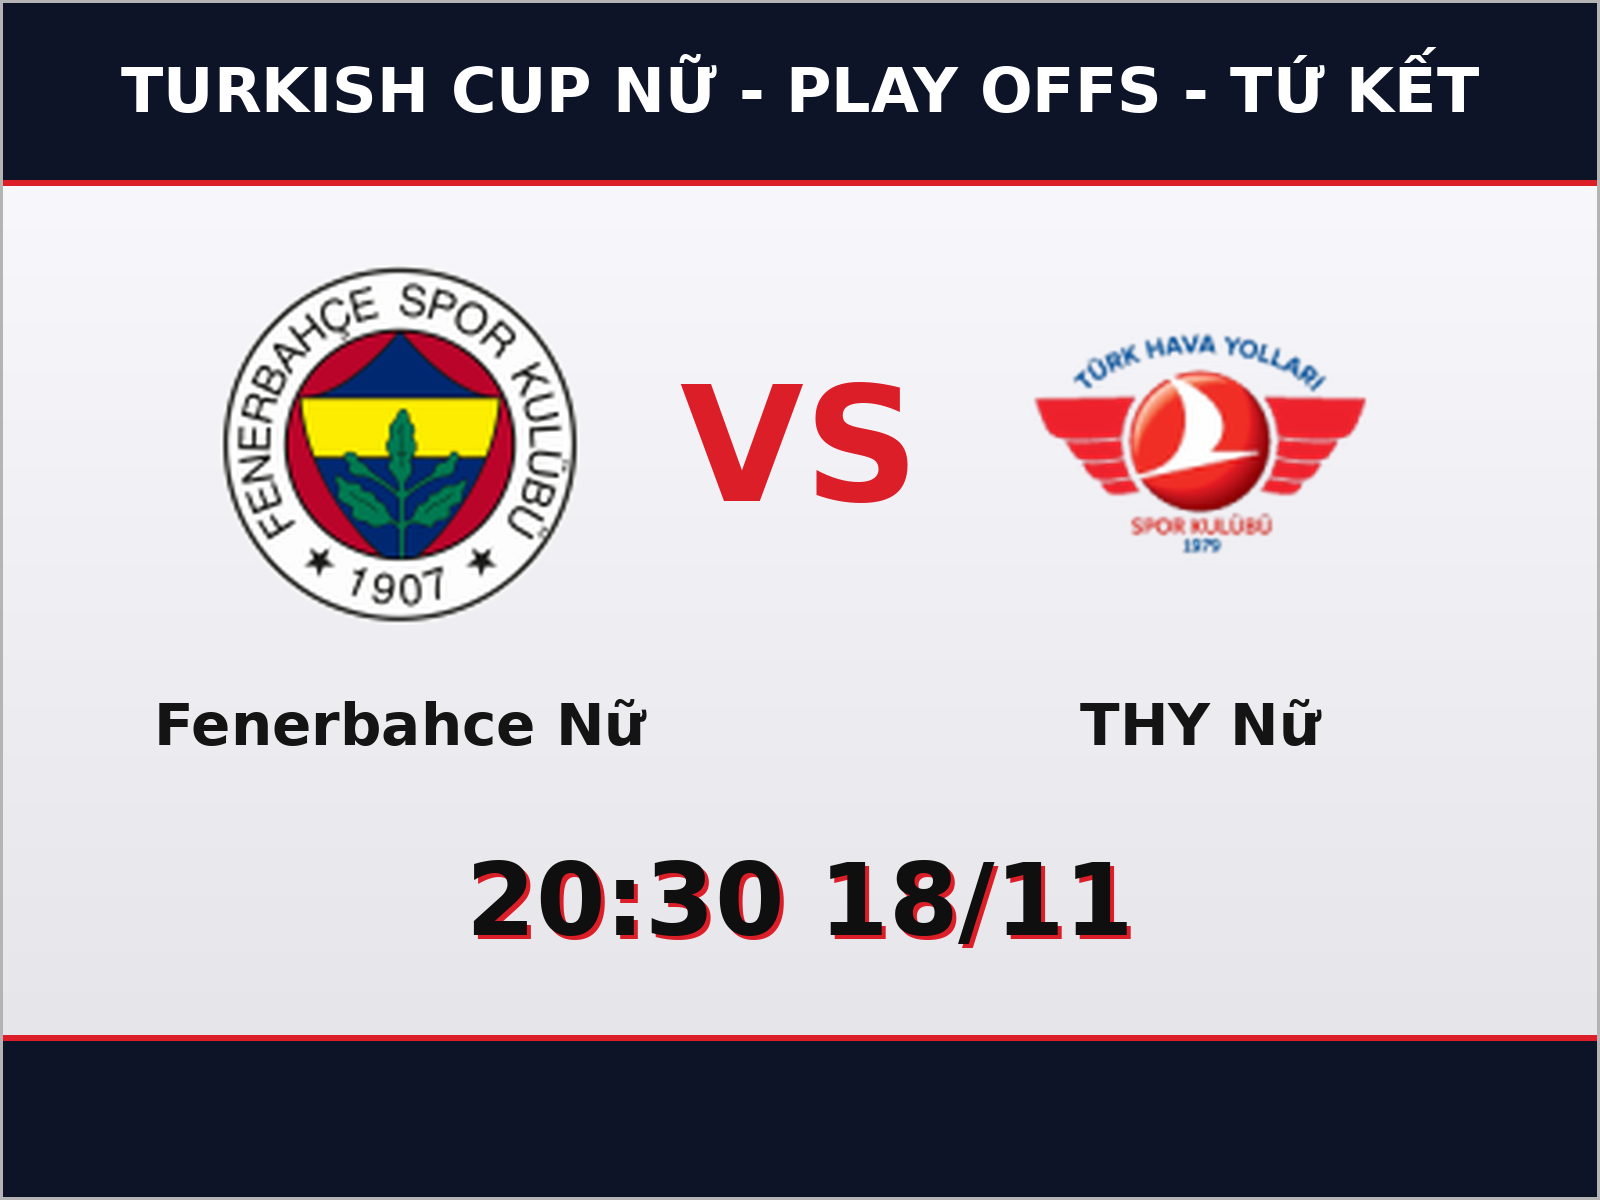 TURKISH CUP NỮ - PLAY OFFS - TỨ KẾT
FENERBAHÇE SPOR KULÜBÜ
★ 1907 ★
VS
TÜRK HAVA YOLLARI
SPOR KULÜBÜ
1979
Fenerbahce Nữ
THY Nữ
20:30 18/11